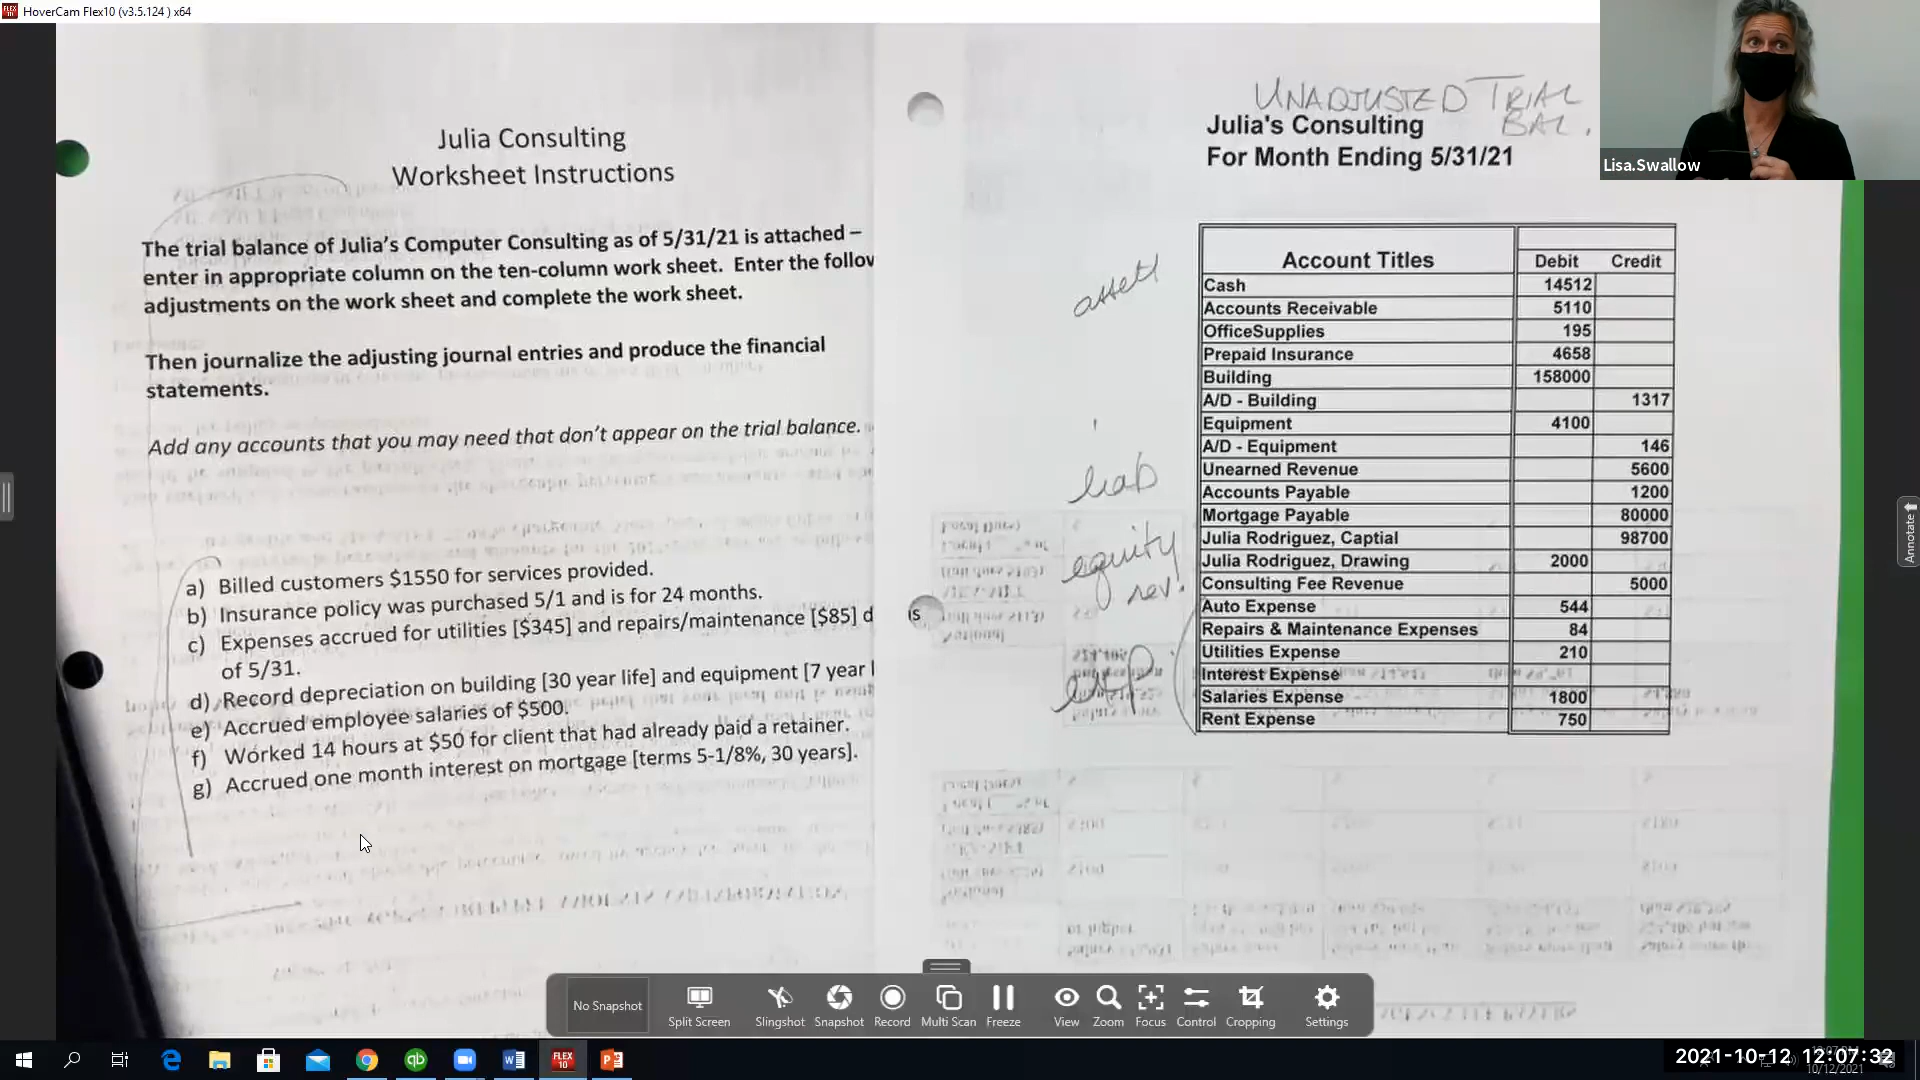 HoverCam Flex10 (v3.5.124 ) x64
Julia Consulting
Worksheet Instructions
The trial balance of Julia's Computer Consulting as of 5/31/21 is attached –
enter in appropriate column on the ten-column work sheet. Enter the follow
adjustments on the work sheet and complete the work sheet.
Then journalize the adjusting journal entries and produce the financial
statements.
Add any accounts that you may need that don't appear on the trial balance.
a) Billed customers $1550 for services provided.
b) Insurance policy was purchased 5/1 and is for 24 months.
c) Expenses accrued for utilities [$345] and repairs/maintenance [$85] d
of 5/31.
d) Record depreciation on building [30 year life] and equipment [7 year l
e) Accrued employee salaries of $500.
f) Worked 14 hours at $50 for client that had already paid a retainer.
g) Accrued one month interest on mortgage [terms 5-1/8%, 30 years].
UNADJUSTED TRIAL
BAL.
Julia's Consulting
For Month Ending 5/31/21
Account Titles Debit Credit
Cash 14512
Accounts Receivable 5110
OfficeSupplies 195
Prepaid Insurance 4658
Building 158000
A/D - Building 1317
Equipment 4100
A/D - Equipment 146
Unearned Revenue 5600
Accounts Payable 1200
Mortgage Payable 80000
Julia Rodriguez, Captial 98700
Julia Rodriguez, Drawing 2000
Consulting Fee Revenue 5000
Auto Expense 544
Repairs & Maintenance Expenses 84
Utilities Expense 210
Interest Expense
Salaries Expense 1800
Rent Expense 750
liab
equity
rev.
exp
is
Lisa.Swallow
Annotate
No Snapshot
Split Screen
Slingshot
Snapshot
Record
Multi Scan
Freeze
View
Zoom
Focus
Control
Cropping
Settings
2021-10-12 12:07:32
10/12/2021